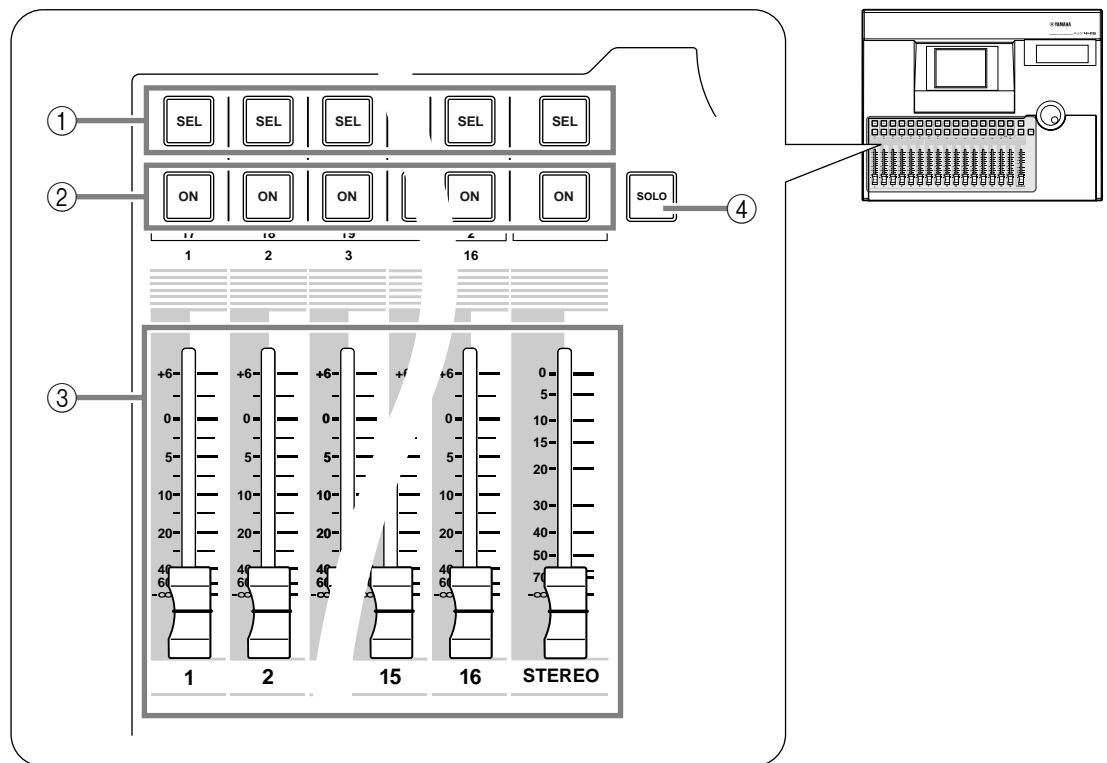 YAMAHA
① SEL SEL SEL SEL SEL
② ON ON ON ON ON SOLO ④
17 18 19 2
1 2 3 16
③
+6 +6 +6 +6 +6 0
5
0 0 0 0 10
15
5 5 5 5 20
10 10 10 10 30
20 20 20 20 40
50
40 40 40 40 70
60 60 60 60
-∞ -∞ -∞ -∞ -∞
1 2 15 16 STEREO